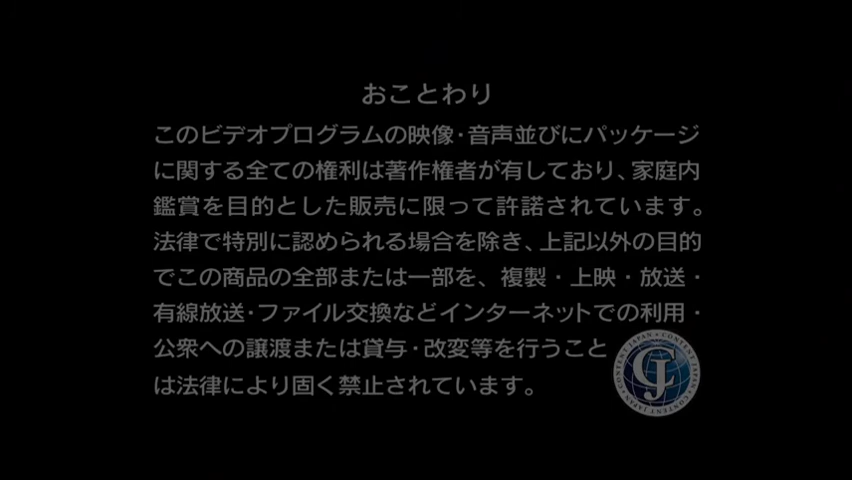 おことわり
このビデオプログラムの映像・音声並びにパッケージ
に関する全ての権利は著作権者が有しており、家庭内
鑑賞を目的とした販売に限って許諾されています。
法律で特別に認められる場合を除き、上記以外の目的
でこの商品の全部または一部を、複製・上映・放送・
有線放送・ファイル交換などインターネットでの利用・
公衆への譲渡または貸与・改変等を行うこと
は法律により固く禁止されています。
CONTENT JAPAN ★ CONTENT JAPAN ★ CONTENT JAPAN ★
CJ